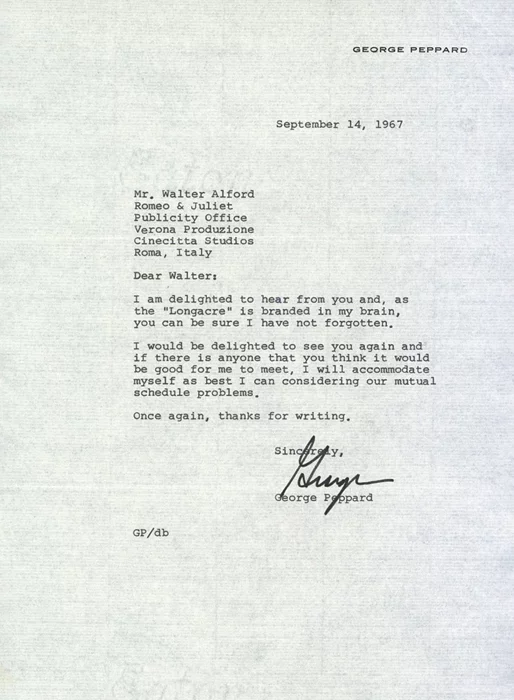 GEORGE PEPPARD
September 14, 1967
Mr. Walter Alford
Romeo & Juliet
Publicity Office
Verona Produzione
Cinecitta Studios
Roma, Italy
Dear Walter:
I am delighted to hear from you and, as
the "Longacre" is branded in my brain,
you can be sure I have not forgotten.
I would be delighted to see you again and
if there is anyone that you think it would
be good for me to meet, I will accommodate
myself as best I can considering our mutual
schedule problems.
Once again, thanks for writing.
Sincerely,
George
George Peppard
GP/db